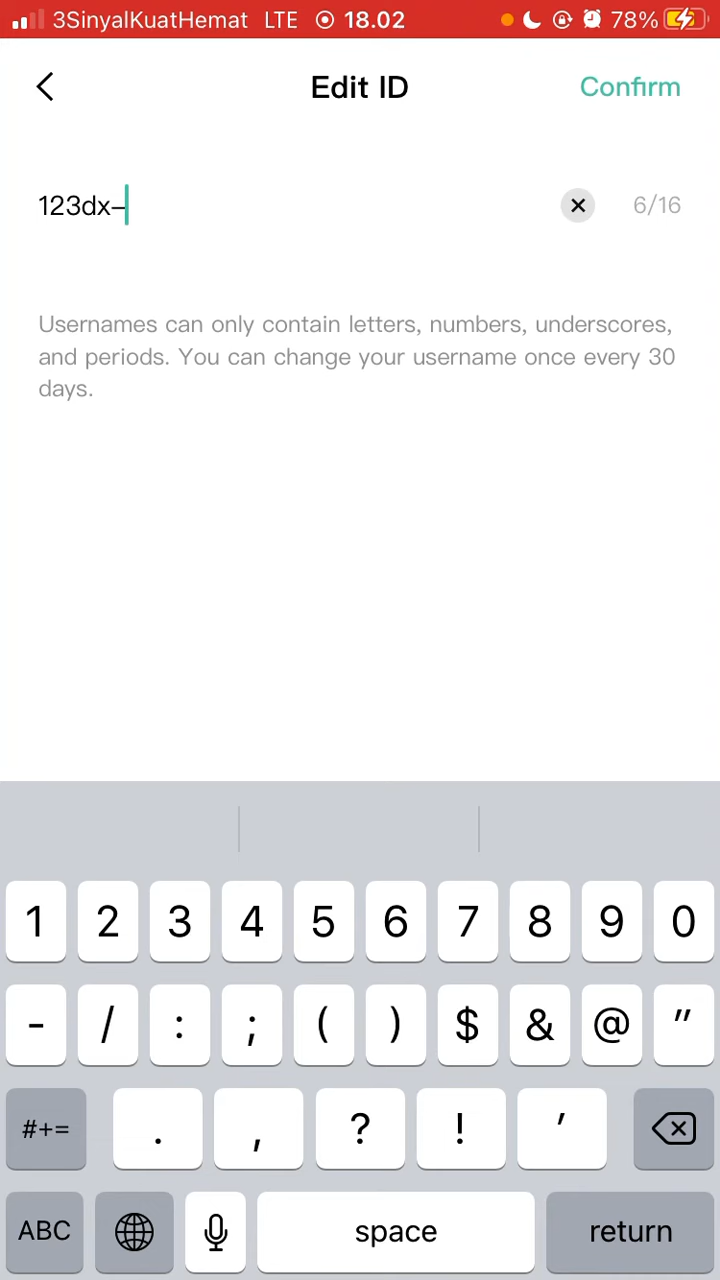 3SinyalKuatHemat LTE 18.02 78%
Edit ID Confirm
123dx– 6/16
Usernames can only contain letters, numbers, underscores,
and periods. You can change your username once every 30
days.
1 2 3 4 5 6 7 8 9 0
- / : ; ( ) $ & @ "
#+= . , ? ! '
ABC space return